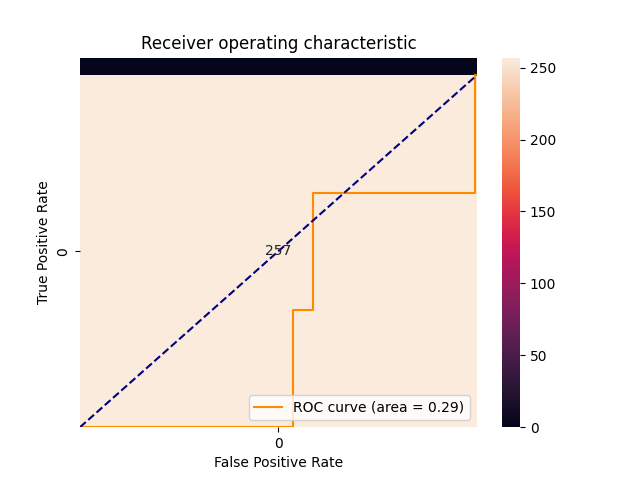 Receiver operating characteristic
True Positive Rate
0
257
ROC curve (area = 0.29)
0
False Positive Rate
250
200
150
100
50
0